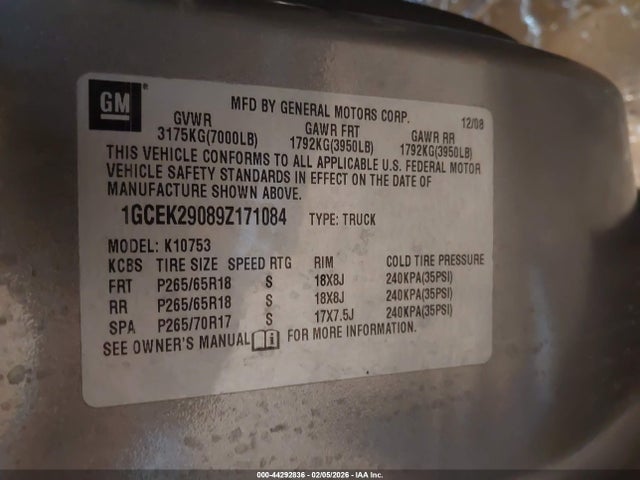 GM
MFD BY GENERAL MOTORS CORP. 12/08
GVWR GAWR FRT GAWR RR
3175KG(7000LB) 1792KG(3950LB) 1792KG(3950LB)
THIS VEHICLE CONFORMS TO ALL APPLICABLE U.S. FEDERAL MOTOR
VEHICLE SAFETY STANDARDS IN EFFECT ON THE DATE OF
MANUFACTURE SHOWN ABOVE.
1GCEK29089Z171084 TYPE: TRUCK
MODEL: K10753
KCBS TIRE SIZE SPEED RTG RIM COLD TIRE PRESSURE
FRT P265/65R18 S 18X8J 240KPA(35PSI)
RR P265/65R18 S 18X8J 240KPA(35PSI)
SPA P265/70R17 S 17X7.5J 240KPA(35PSI)
SEE OWNER'S MANUAL FOR MORE INFORMATION.
000-44292836 - 02/05/2026 - IAA Inc.